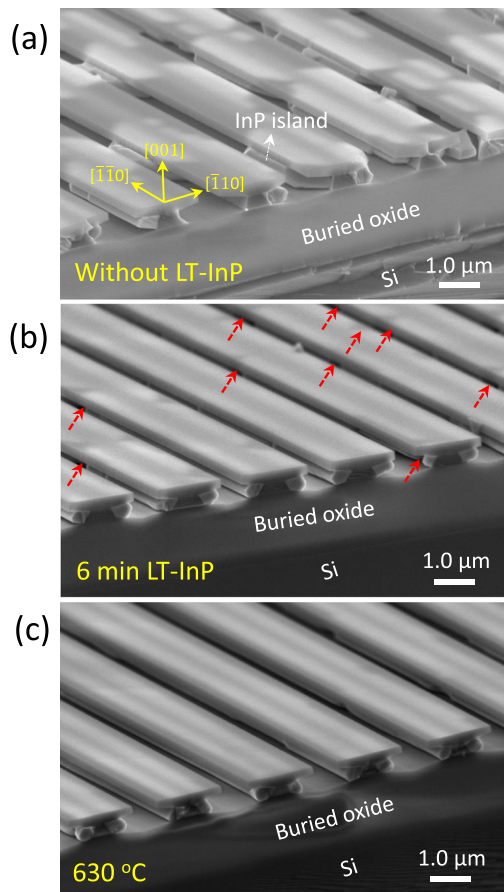 (a)
InP island
[001]
[1̄1̄0]
[1̄10]
Buried oxide
Without LT-InP
Si
1.0 μm
(b)
Buried oxide
6 min LT-InP
Si
1.0 μm
(c)
Buried oxide
630 °C
Si
1.0 μm